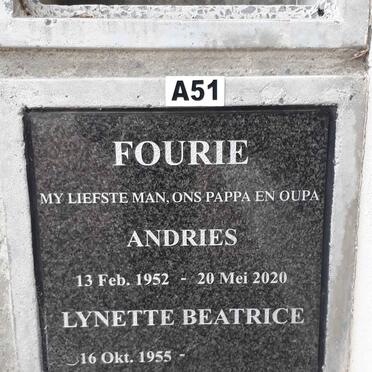 A51
FOURIE
MY LIEFSTE MAN, ONS PAPPA EN OUPA
ANDRIES
13 Feb. 1952 - 20 Mei 2020
LYNETTE BEATRICE
16 Okt. 1955 -